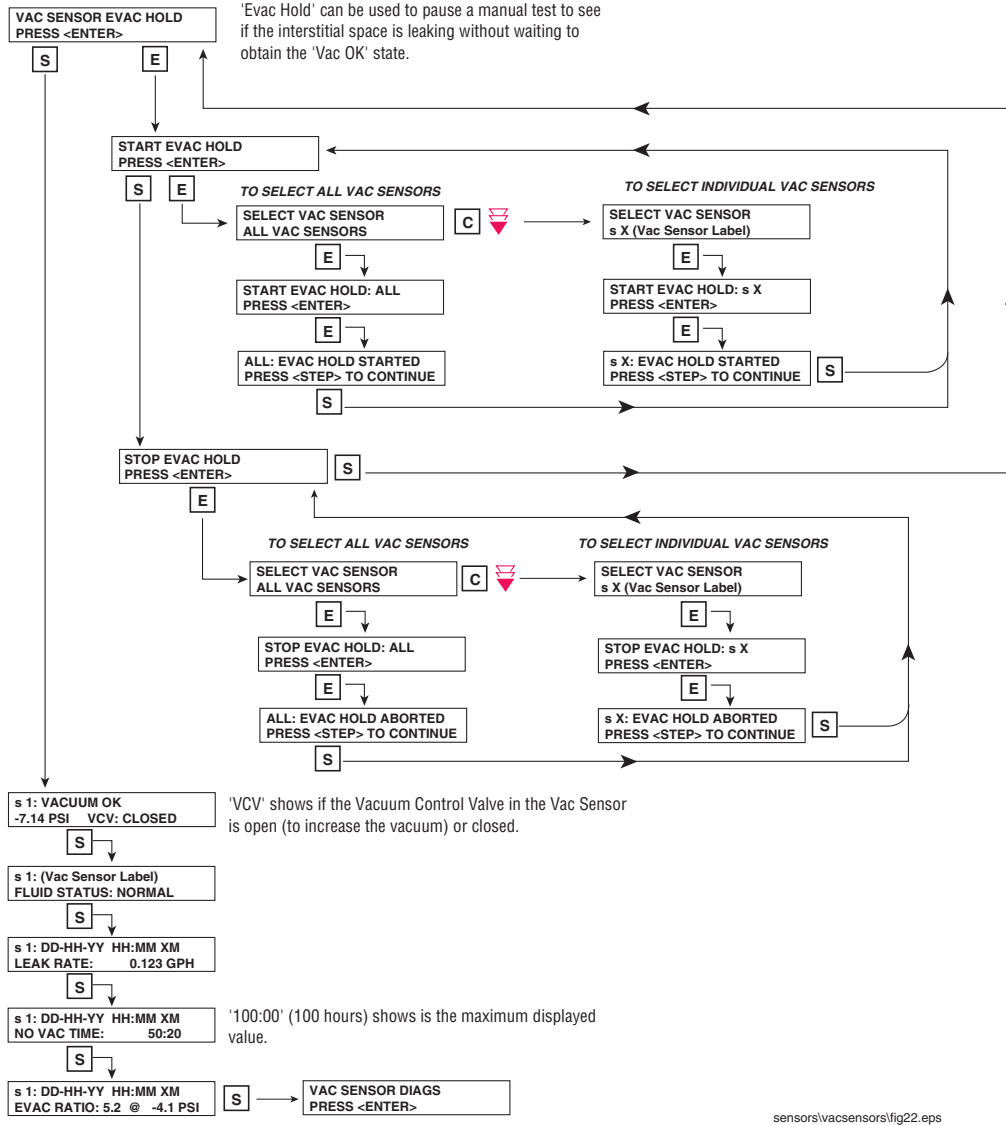 VAC SENSOR EVAC HOLD
PRESS <ENTER>
'Evac Hold' can be used to pause a manual test to see
if the interstitial space is leaking without waiting to
obtain the 'Vac OK' state.
S
E
START EVAC HOLD
PRESS <ENTER>
S
E
TO SELECT ALL VAC SENSORS
TO SELECT INDIVIDUAL VAC SENSORS
SELECT VAC SENSOR
ALL VAC SENSORS
C
SELECT VAC SENSOR
s X (Vac Sensor Label)
E
E
START EVAC HOLD: ALL
PRESS <ENTER>
START EVAC HOLD: s X
PRESS <ENTER>
E
E
ALL: EVAC HOLD STARTED
PRESS <STEP> TO CONTINUE
s X: EVAC HOLD STARTED
PRESS <STEP> TO CONTINUE
S
S
STOP EVAC HOLD
PRESS <ENTER>
S
E
TO SELECT ALL VAC SENSORS
TO SELECT INDIVIDUAL VAC SENSORS
SELECT VAC SENSOR
ALL VAC SENSORS
C
SELECT VAC SENSOR
s X (Vac Sensor Label)
E
E
STOP EVAC HOLD: ALL
PRESS <ENTER>
STOP EVAC HOLD: s X
PRESS <ENTER>
E
E
ALL: EVAC HOLD ABORTED
PRESS <STEP> TO CONTINUE
s X: EVAC HOLD ABORTED
PRESS <STEP> TO CONTINUE
S
S
s 1: VACUUM OK
-7.14 PSI VCV: CLOSED
'VCV' shows if the Vacuum Control Valve in the Vac Sensor
is open (to increase the vacuum) or closed.
S
s 1: (Vac Sensor Label)
FLUID STATUS: NORMAL
S
s 1: DD-HH-YY HH:MM XM
LEAK RATE: 0.123 GPH
S
s 1: DD-HH-YY HH:MM XM
NO VAC TIME: 50:20
'100:00' (100 hours) shows is the maximum displayed
value.
S
s 1: DD-HH-YY HH:MM XM
EVAC RATIO: 5.2 @ -4.1 PSI
S
VAC SENSOR DIAGS
PRESS <ENTER>
sensors\vacsensors\fig22.eps